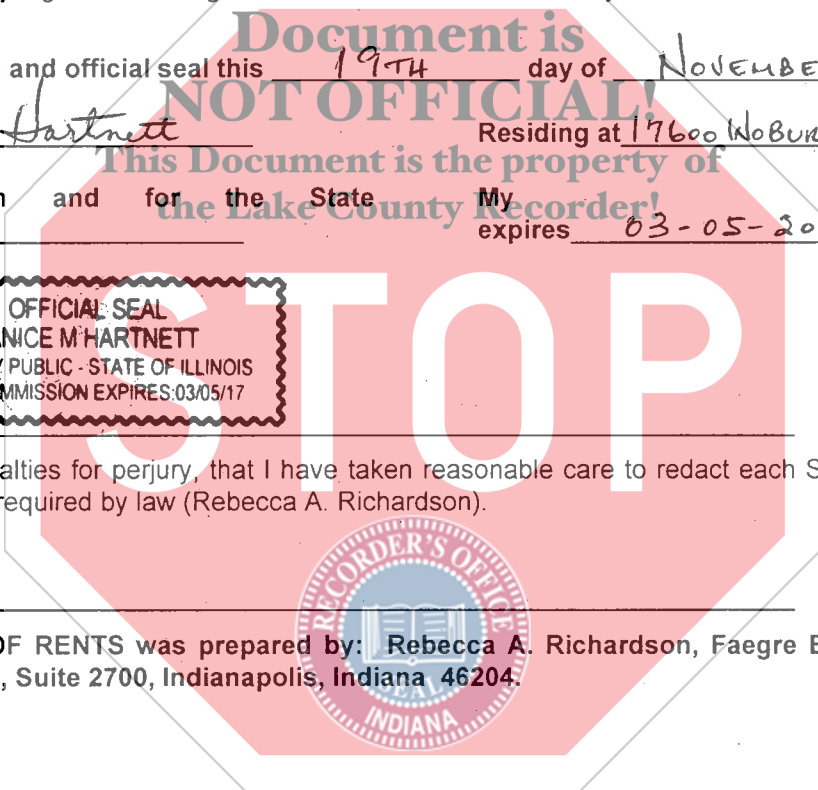 Document is
and official seal this 19TH day of NOVEMBE
NOT OFFICIAL!
Hartnett Residing at 17600 WOBUR
This Document is the property of
and for the State My
the Lake County Recorder!
expires 03-05-20
STOP
OFFICIAL SEAL
NICE M HARTNETT
PUBLIC - STATE OF ILLINOIS
MMISSION EXPIRES:03/05/17
alties for perjury, that I have taken reasonable care to redact each S
required by law (Rebecca A. Richardson).
RECORDER'S OFFICE
OF RENTS was prepared by: Rebecca A. Richardson, Faegre B
, Suite 2700, Indianapolis, Indiana 46204.
SEAL
INDIANA